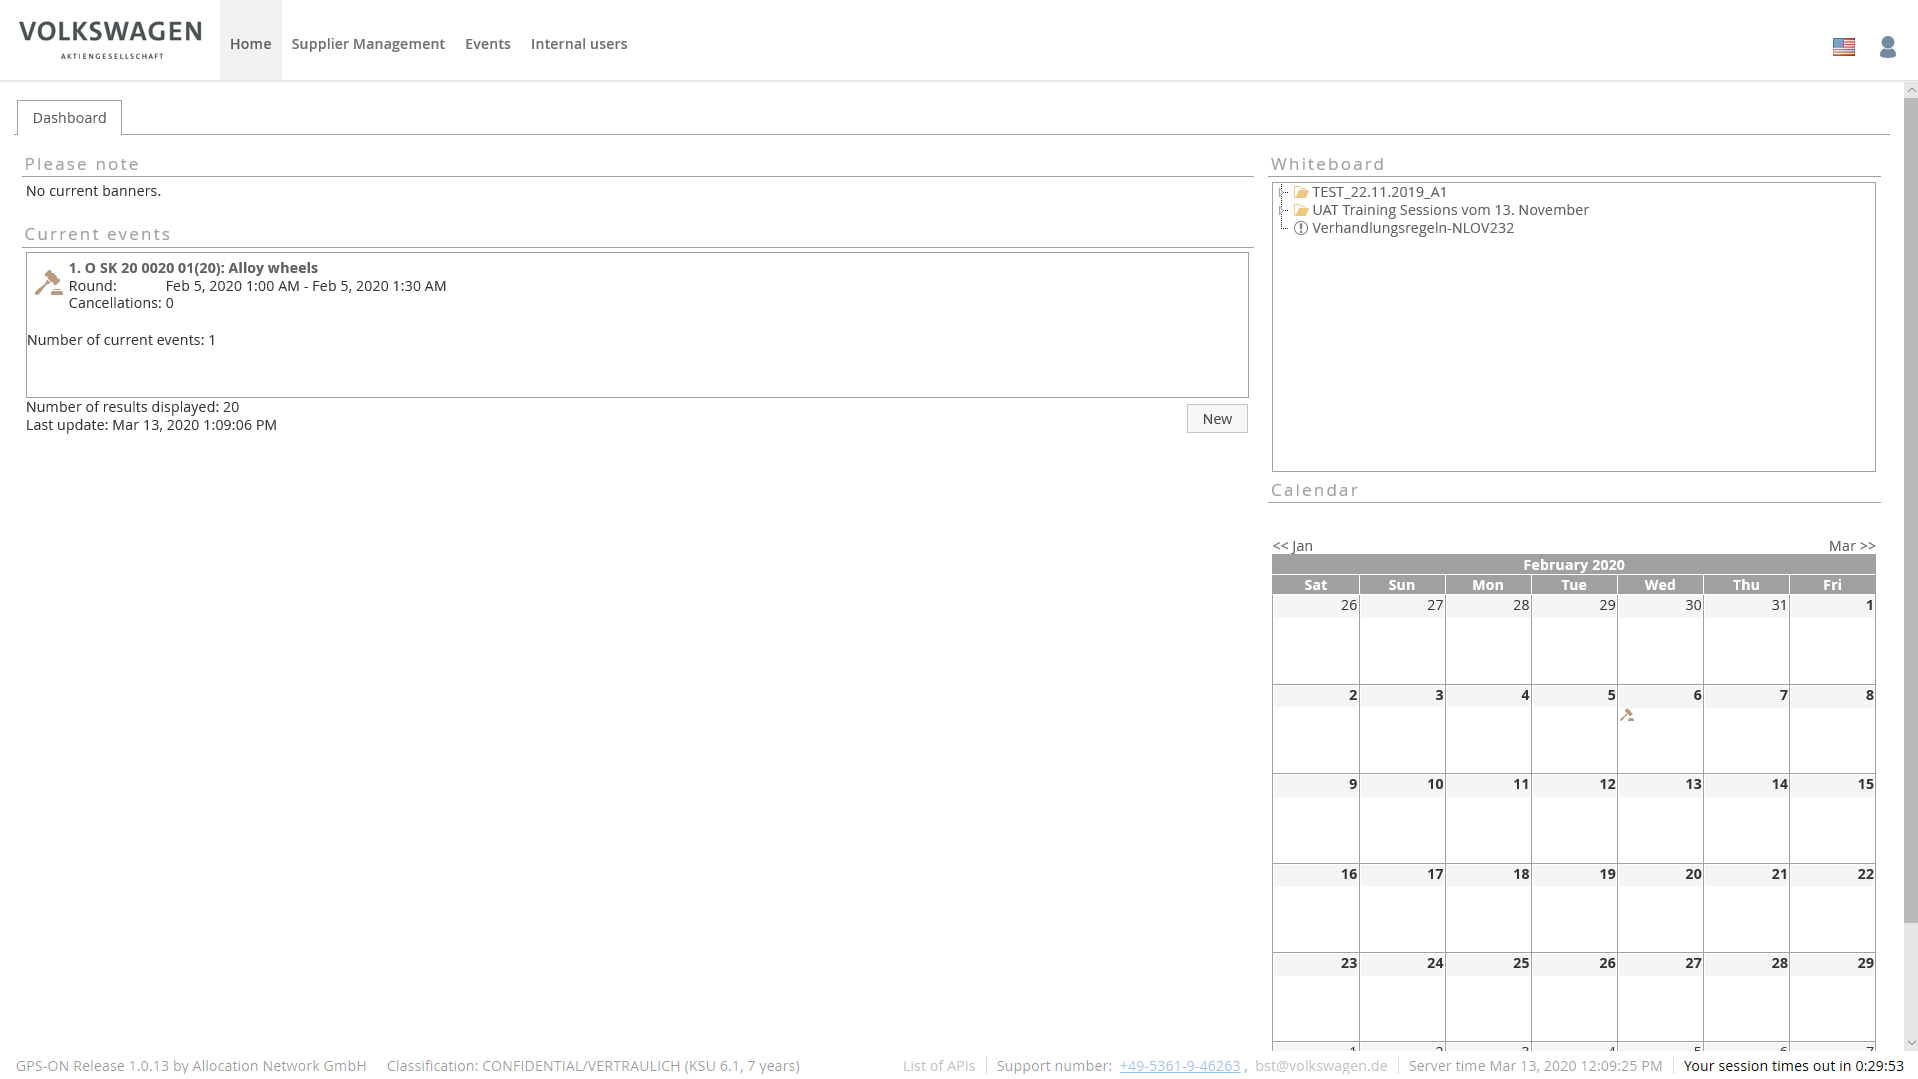 VOLKSWAGEN
AKTIENGESELLSCHAFT
Home Supplier Management Events Internal users
Dashboard
Please note
No current banners.
Current events
1. O SK 20 0020 01(20): Alloy wheels
Round: Feb 5, 2020 1:00 AM - Feb 5, 2020 1:30 AM
Cancellations: 0
Number of current events: 1
Number of results displayed: 20
Last update: Mar 13, 2020 1:09:06 PM
New
Whiteboard
TEST_22.11.2019_A1
UAT Training Sessions vom 13. November
Verhandlungsregeln-NLOV232
Calendar
<< Jan Mar >>
February 2020
Sat Sun Mon Tue Wed Thu Fri
26 27 28 29 30 31 1
2 3 4 5 6 7 8
9 10 11 12 13 14 15
16 17 18 19 20 21 22
23 24 25 26 27 28 29
1 2 3 4 5 6 7
GPS-ON Release 1.0.13 by Allocation Network GmbH Classification: CONFIDENTIAL/VERTRAULICH (KSU 6.1, 7 years) List of APIs Support number: +49-5361-9-46263 , bst@volkswagen.de Server time Mar 13, 2020 12:09:25 PM Your session times out in 0:29:53